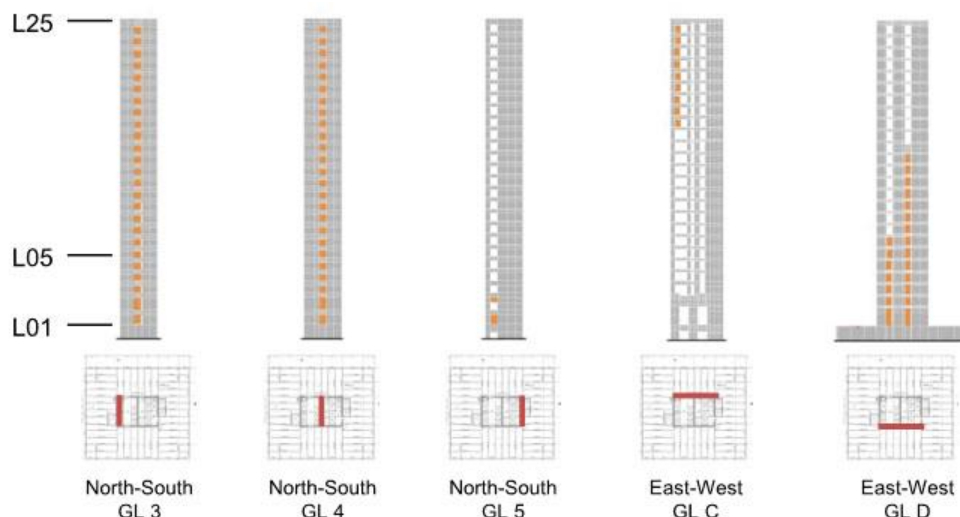 L25
L05
L01
North-South
GL 3
North-South
GL 4
North-South
GL 5
East-West
GL C
East-West
GL D